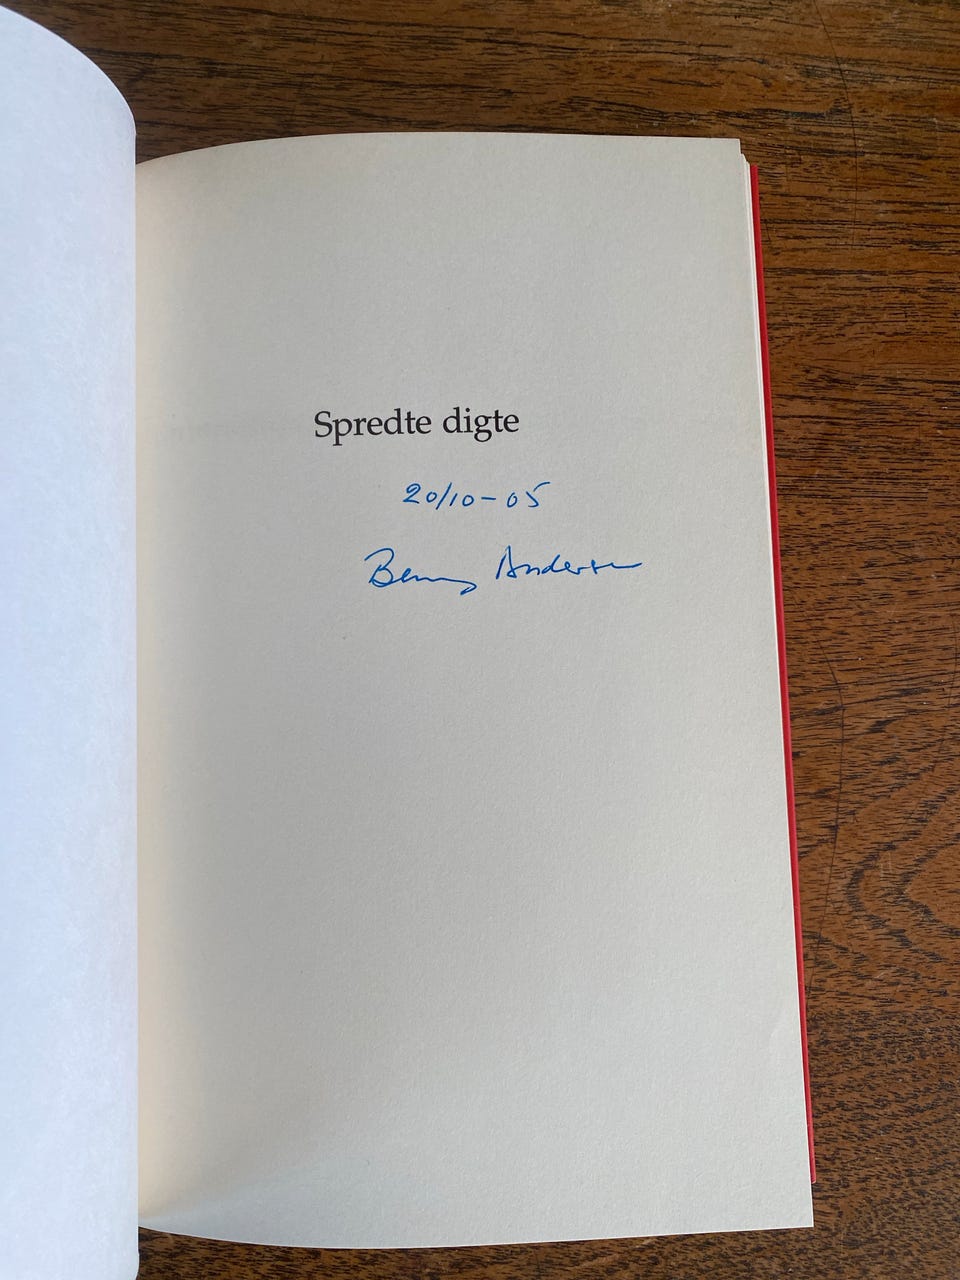 Spredte digte
20/10-05
Benny Andersen